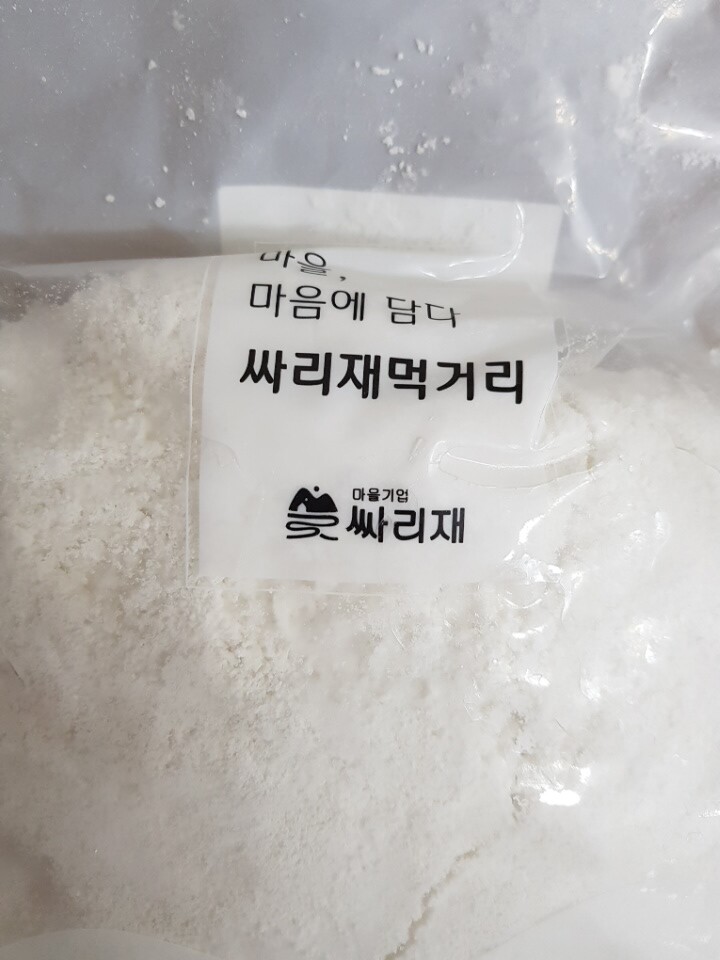 마을,
마음에 담다
싸리재먹거리
마을기업
싸리재